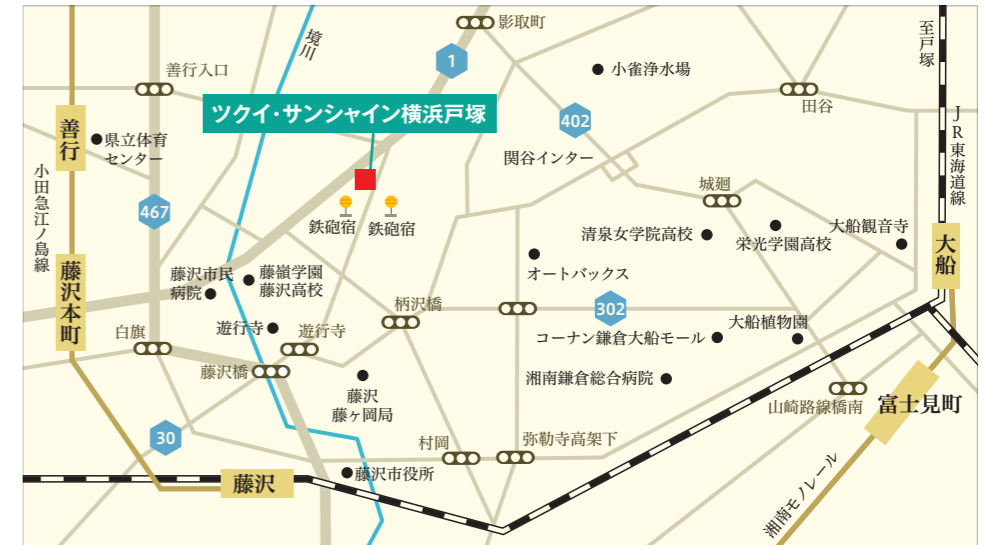 影取町
境川
1
至戸塚
善行入口
小雀浄水場
田谷
ツクイ・サンシャイン横浜戸塚
402
JR東海道線
善行
県立体育
センター
関谷インター
小田急江ノ島線
467
城廻
鉄砲宿
鉄砲宿
清泉女学院高校
栄光学園高校
大船観音寺
大船
藤沢本町
藤沢市民
病院
藤嶺学園
藤沢高校
オートバックス
柄沢橋
302
白旗
遊行寺
遊行寺
コーナン鎌倉大船モール
大船植物園
藤沢橋
藤沢
藤ヶ岡局
湘南鎌倉総合病院
山崎路線橋南
富士見町
30
村岡
弥勒寺高架下
藤沢
藤沢市役所
湘南モノレール